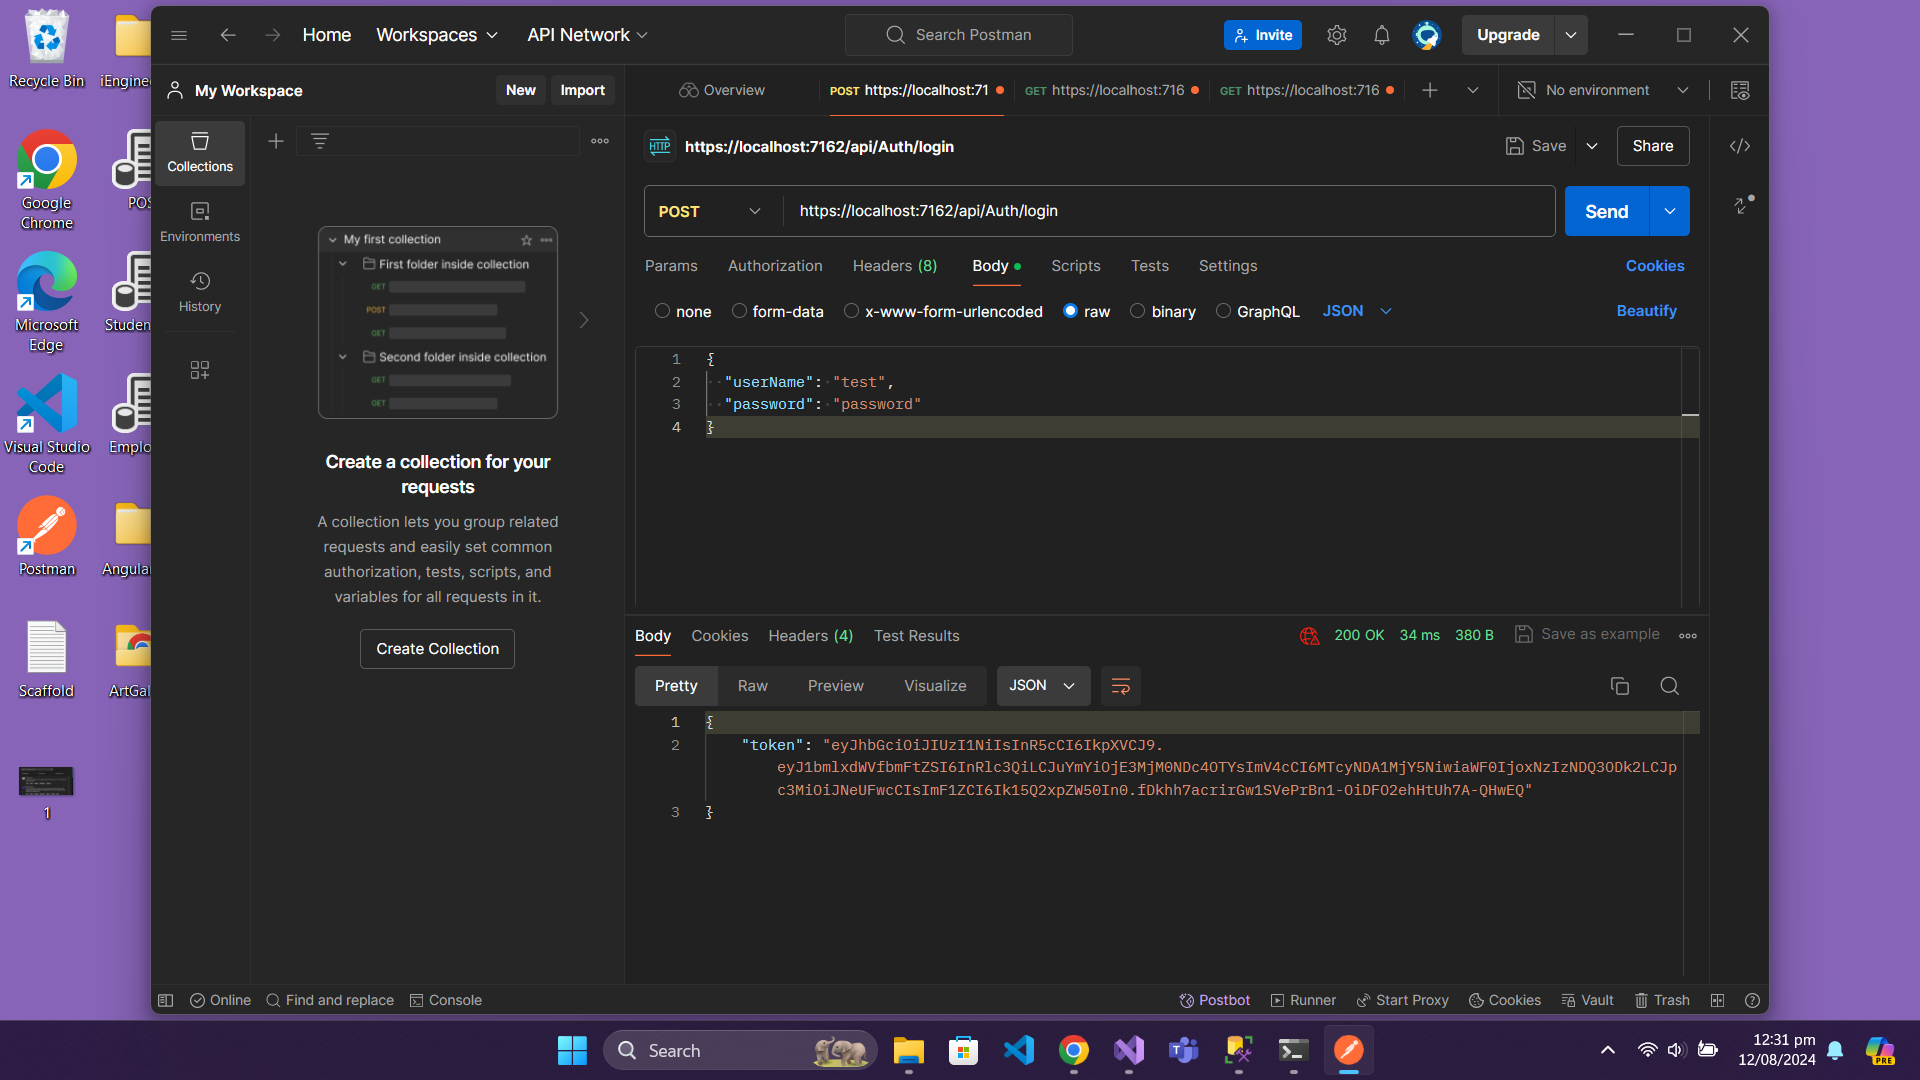 Recycle Bin
Google
Chrome
Microsoft
Edge
Visual Studio
Code
Postman
Scaffold
1
Home
Workspaces
API Network
Search Postman
Invite
Upgrade
My Workspace
New
Import
Overview
POST https://localhost:71
GET https://localhost:716
GET https://localhost:716
No environment
Collections
Environments
History
My first collection
First folder inside collection
GET
POST
GET
Second folder inside collection
GET
GET
Create a collection for your
requests
A collection lets you group related
requests and easily set common
authorization, tests, scripts, and
variables for all requests in it.
Create Collection
HTTP
https://localhost:7162/api/Auth/login
Save
Share
POST
https://localhost:7162/api/Auth/login
Send
Params
Authorization
Headers (8)
Body
Scripts
Tests
Settings
Cookies
none
form-data
x-www-form-urlencoded
raw
binary
GraphQL
JSON
Beautify
1 {
2 "userName": "test",
3 "password": "password"
4 }
Body
Cookies
Headers (4)
Test Results
200 OK
34 ms
380 B
Save as example
Pretty
Raw
Preview
Visualize
JSON
1 {
2 "token": "eyJhbGciOiJIUzI1NiIsInR5cCI6IkpXVCJ9.
eyJ1bmlxdWVfbmFtZSI6InRlc3QiLCJuYmYiOjE3MjM0NDc4OTYsImV4cCI6MTcyNDA1MjY5NiwiaWF0IjoxNzIzNDQ3ODk2LCJp
c3MiOiJNeUFwcCIsImF1ZCI6Ik15Q2xpZW50In0.fDkhh7acrirGw1SVePrBn1-OiDFO2ehHtUh7A-QHwEQ"
3 }
Online
Find and replace
Console
Postbot
Runner
Start Proxy
Cookies
Vault
Trash
Search
12:31 pm
12/08/2024
PRE